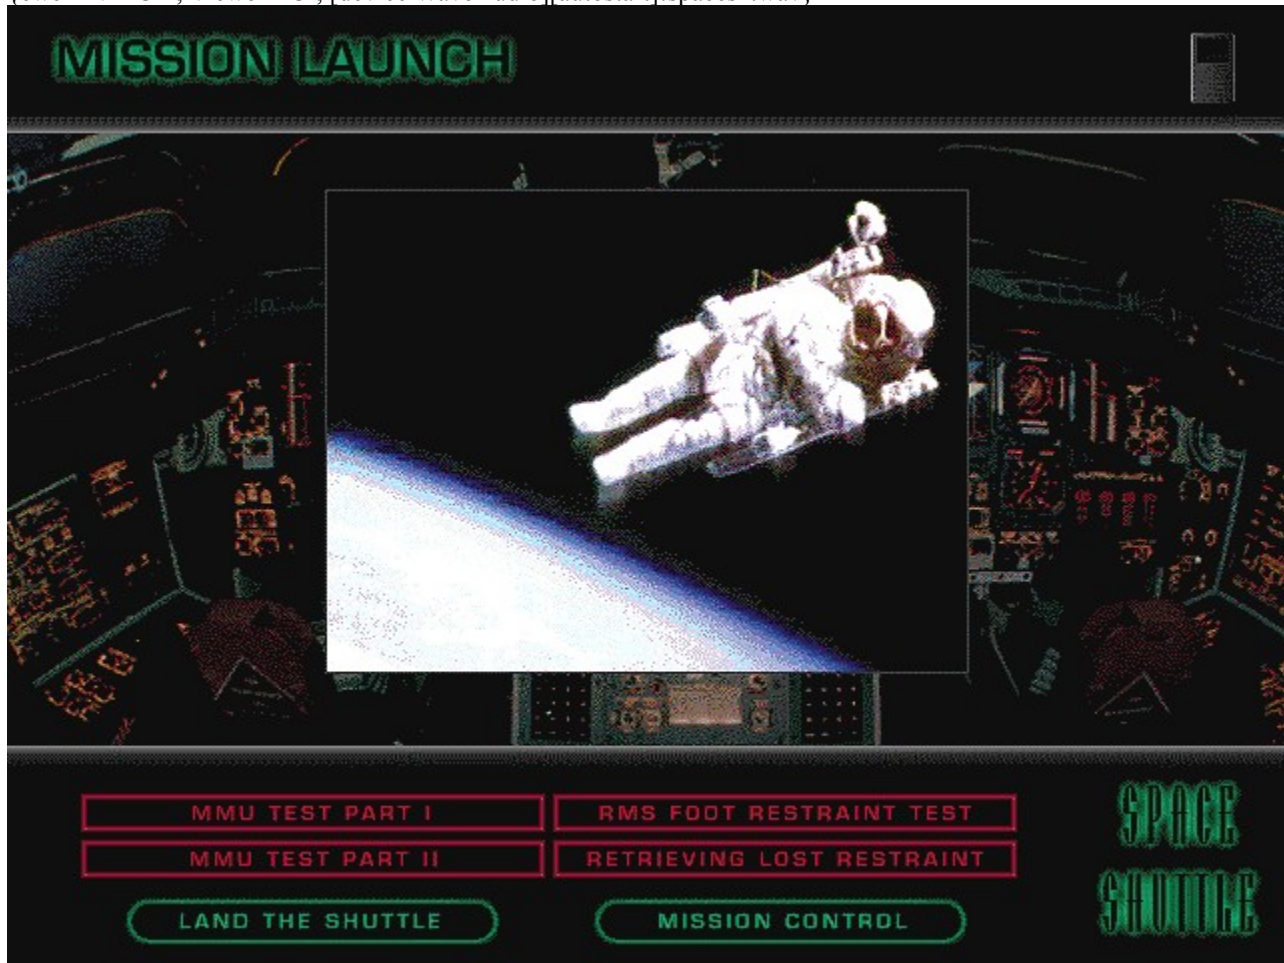 MISSION LAUNCH
MMU TEST PART I
RMS FOOT RESTRAINT TEST
MMU TEST PART II
RETRIEVING LOST RESTRAINT
LAND THE SHUTTLE
MISSION CONTROL
SPACE
SHUTTLE